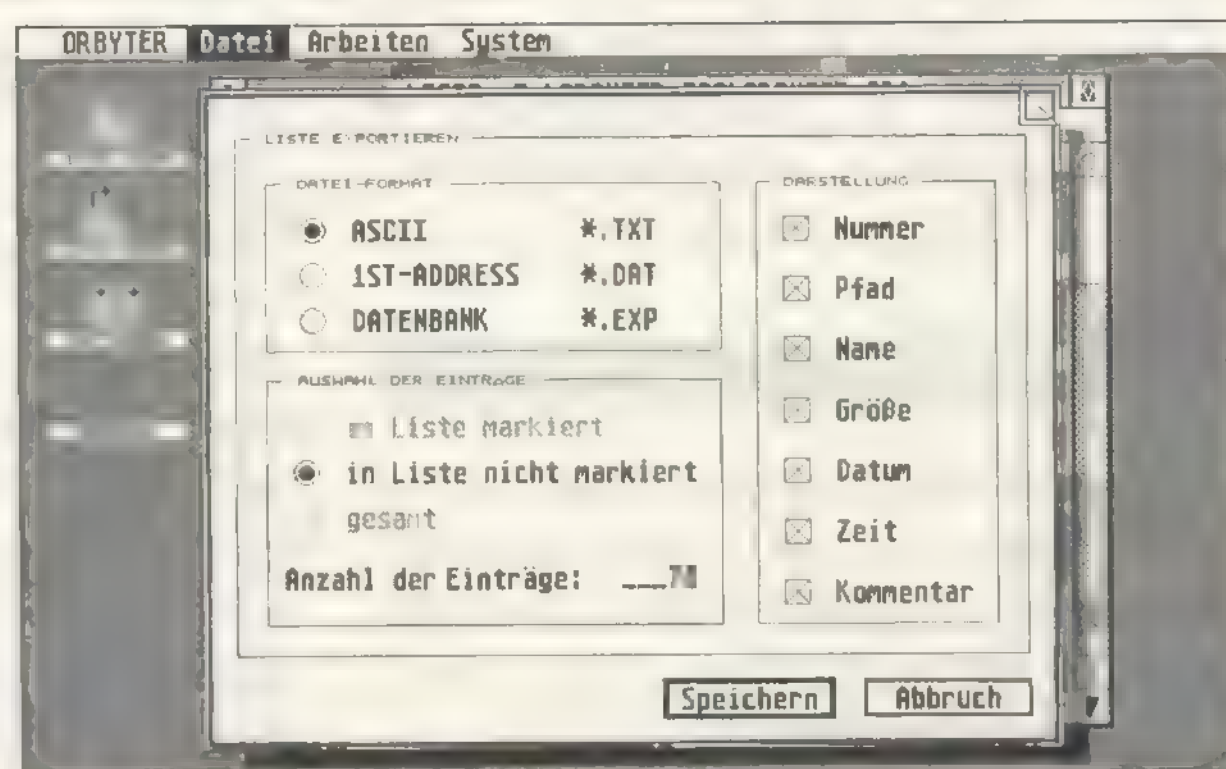 ORBYTER Datei Arbeiten System
LISTE EXPORTIEREN
DATEI-FORMAT
ASCII *.TXT
1ST-ADDRESS *.DAT
DATENBANK *.EXP
AUSWAHL DER EINTRÄGE
Liste markiert
in Liste nicht markiert
gesamt
Anzahl der Einträge:
DARSTELLUNG
Nummer
Pfad
Name
Größe
Datum
Zeit
Kommentar
Speichern Abbruch